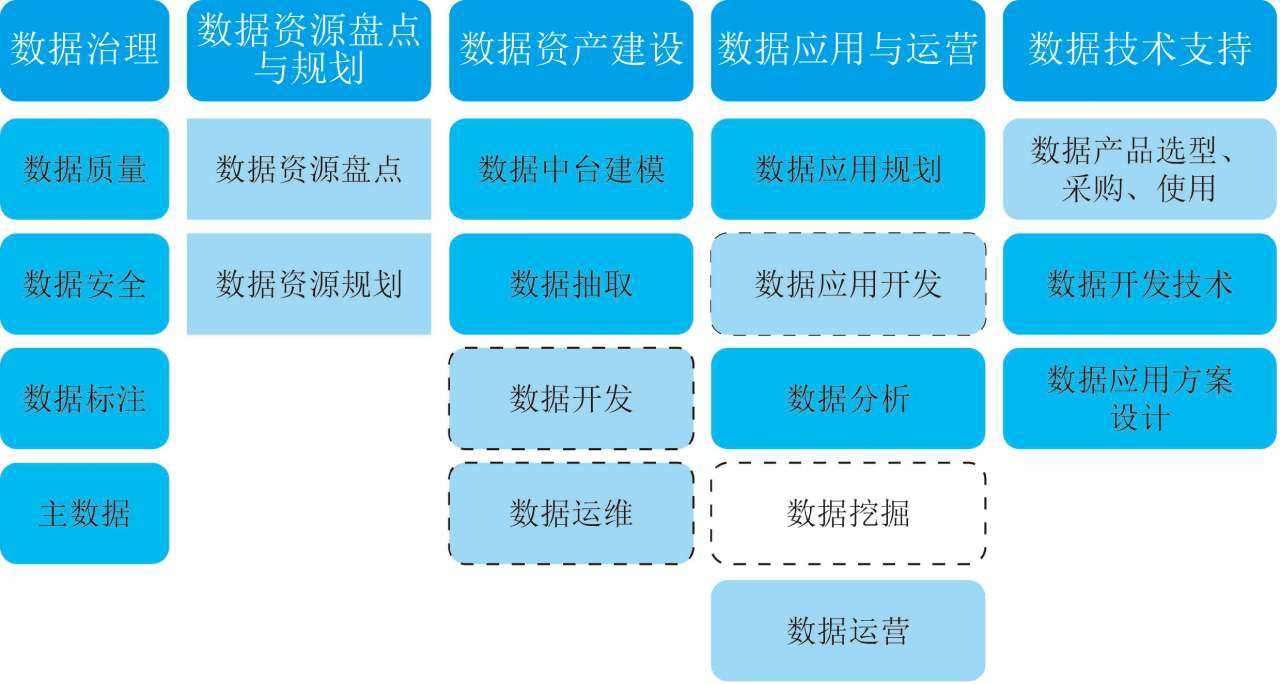 数据治理
数据资源盘点
与规划
数据资产建设
数据应用与运营
数据技术支持
数据质量
数据资源盘点
数据中台建模
数据应用规划
数据产品选型、
采购、使用
数据安全
数据资源规划
数据抽取
数据应用开发
数据开发技术
数据标注
数据开发
数据分析
数据应用方案
设计
主数据
数据运维
数据挖掘
数据运营